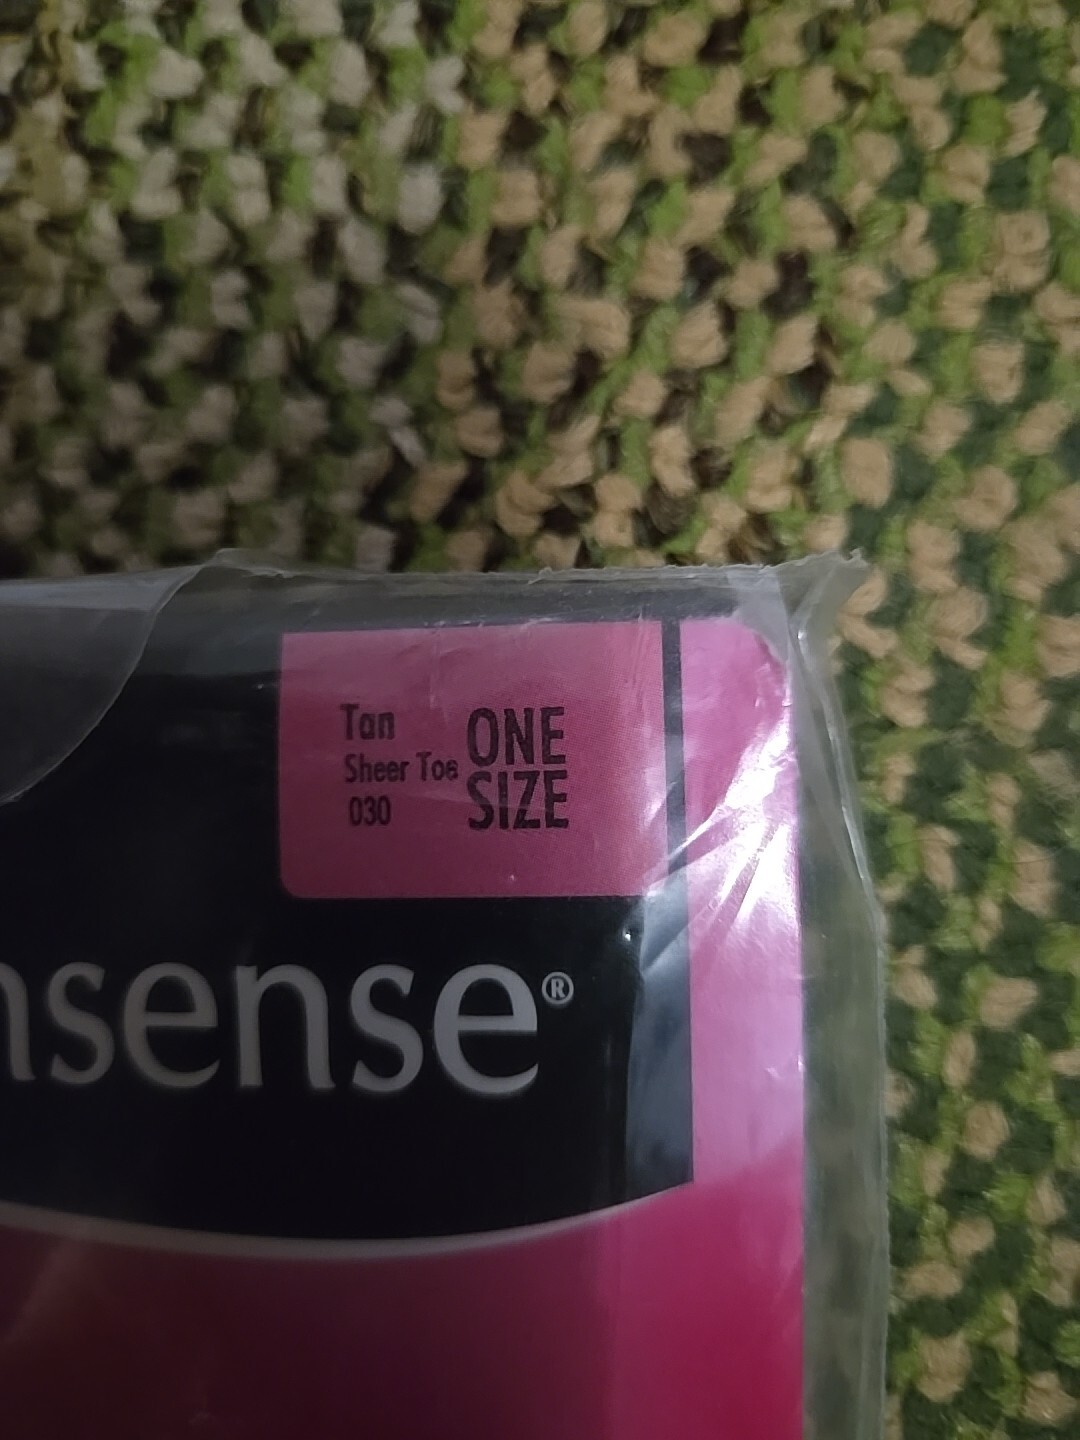 Tan
Sheer Toe
030
ONE
SIZE
nsense®